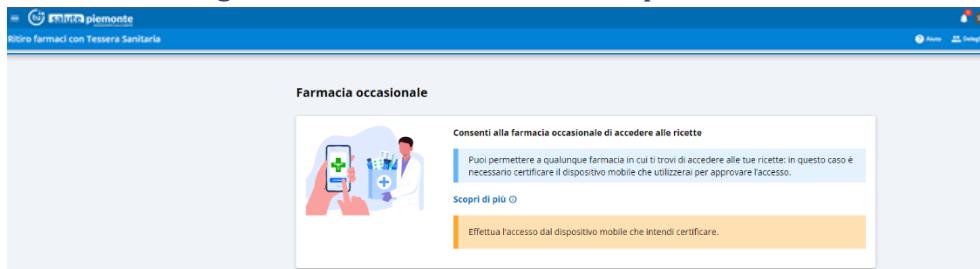 salute piemonte
Ritiro farmaci con Tessera Sanitaria
Aiuto
Farmacia occasionale
Consenti alla farmacia occasionale di accedere alle ricette
Puoi permettere a qualunque farmacia in cui ti trovi di accedere alle tue ricette: in questo caso è
necessario certificare il dispositivo mobile che utilizzerai per approvare l'accesso.
Scopri di più
Effettua l'accesso dal dispositivo mobile che intendi certificare.